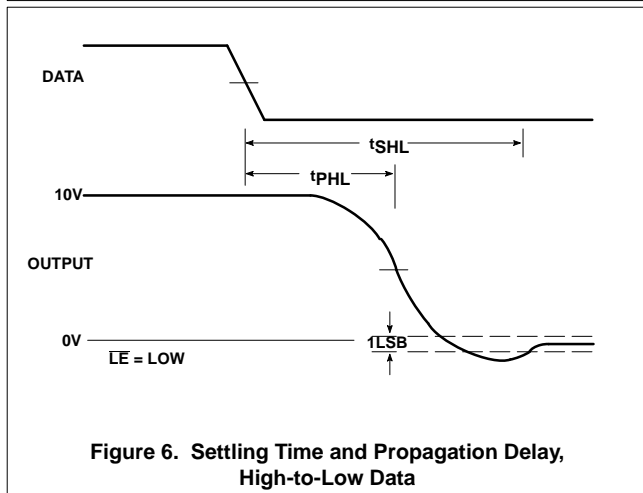 DATA
tSHL
tPHL
10V
OUTPUT
0V
1LSB
LE = LOW
Figure 6. Settling Time and Propagation Delay,
High-to-Low Data